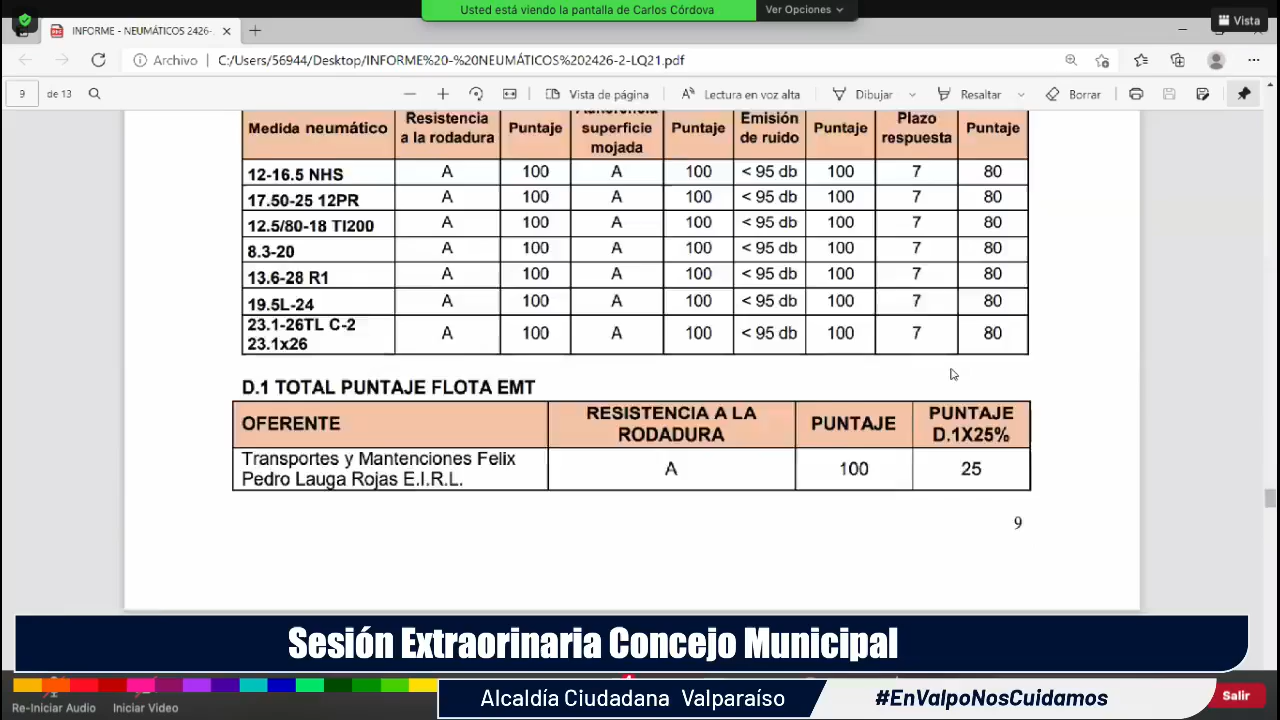 Usted está viendo la pantalla de Carlos Córdova
Ver Opciones
Vista
INFORME - NEUMÁTICOS 2426-
Archivo
C:/Users/56944/Desktop/INFORME%20-%20NEUMÁTICOS%202426-2-LQ21.pdf
9 de 13
Vista de página
Lectura en voz alta
Dibujar
Resaltar
Borrar
Medida neumático | Resistencia a la rodadura | Puntaje | Adherencia superficie mojada | Puntaje | Emisión de ruido | Puntaje | Plazo respuesta | Puntaje
12-16.5 NHS | A | 100 | A | 100 | < 95 db | 100 | 7 | 80
17.50-25 12PR | A | 100 | A | 100 | < 95 db | 100 | 7 | 80
12.5/80-18 TI200 | A | 100 | A | 100 | < 95 db | 100 | 7 | 80
8.3-20 | A | 100 | A | 100 | < 95 db | 100 | 7 | 80
13.6-28 R1 | A | 100 | A | 100 | < 95 db | 100 | 7 | 80
19.5L-24 | A | 100 | A | 100 | < 95 db | 100 | 7 | 80
23.1-26TL C-2 23.1x26 | A | 100 | A | 100 | < 95 db | 100 | 7 | 80
D.1 TOTAL PUNTAJE FLOTA EMT
OFERENTE | RESISTENCIA A LA RODADURA | PUNTAJE | PUNTAJE D.1X25%
Transportes y Mantenciones Felix Pedro Lauga Rojas E.I.R.L. | A | 100 | 25
9
Sesión Extraorinaria Concejo Municipal
Alcaldía Ciudadana Valparaíso
#EnValpoNosCuidamos
Re-Iniciar Audio
Iniciar Video
Salir